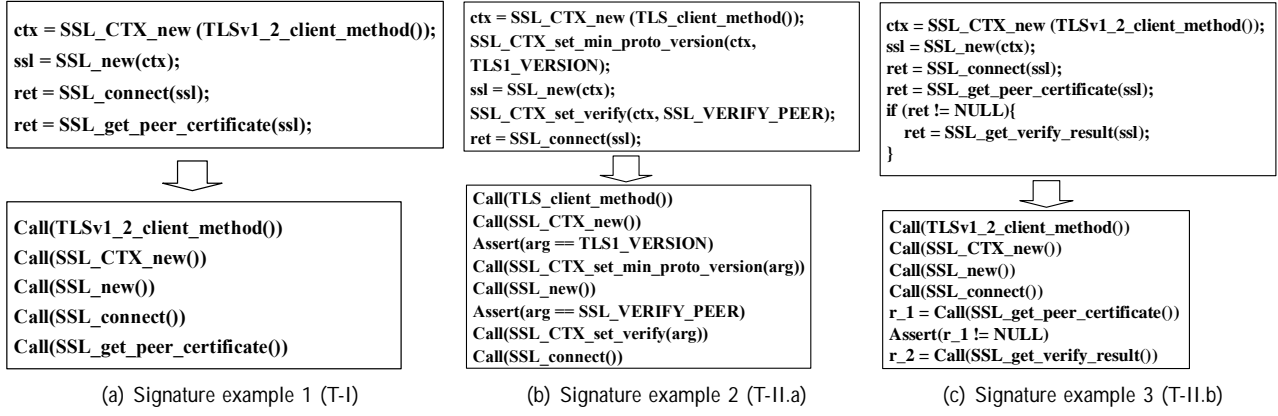 ctx = SSL_CTX_new (TLSv1_2_client_method());
ssl = SSL_new(ctx);
ret = SSL_connect(ssl);
ret = SSL_get_peer_certificate(ssl);
Call(TLSv1_2_client_method())
Call(SSL_CTX_new())
Call(SSL_new())
Call(SSL_connect())
Call(SSL_get_peer_certificate())
(a) Signature example 1 (T-I)
ctx = SSL_CTX_new (TLS_client_method());
SSL_CTX_set_min_proto_version(ctx,
TLS1_VERSION);
ssl = SSL_new(ctx);
SSL_CTX_set_verify(ctx, SSL_VERIFY_PEER);
ret = SSL_connect(ssl);
Call(TLS_client_method())
Call(SSL_CTX_new())
Assert(arg == TLS1_VERSION)
Call(SSL_CTX_set_min_proto_version(arg))
Call(SSL_new())
Assert(arg == SSL_VERIFY_PEER)
Call(SSL_CTX_set_verify(arg))
Call(SSL_connect())
(b) Signature example 2 (T-II.a)
ctx = SSL_CTX_new (TLSv1_2_client_method());
ssl = SSL_new(ctx);
ret = SSL_connect(ssl);
ret = SSL_get_peer_certificate(ssl);
if (ret != NULL){
ret = SSL_get_verify_result(ssl);
}
Call(TLSv1_2_client_method())
Call(SSL_CTX_new())
Call(SSL_new())
Call(SSL_connect())
r_1 = Call(SSL_get_peer_certificate())
Assert(r_1 != NULL)
r_2 = Call(SSL_get_verify_result())
(c) Signature example 3 (T-II.b)